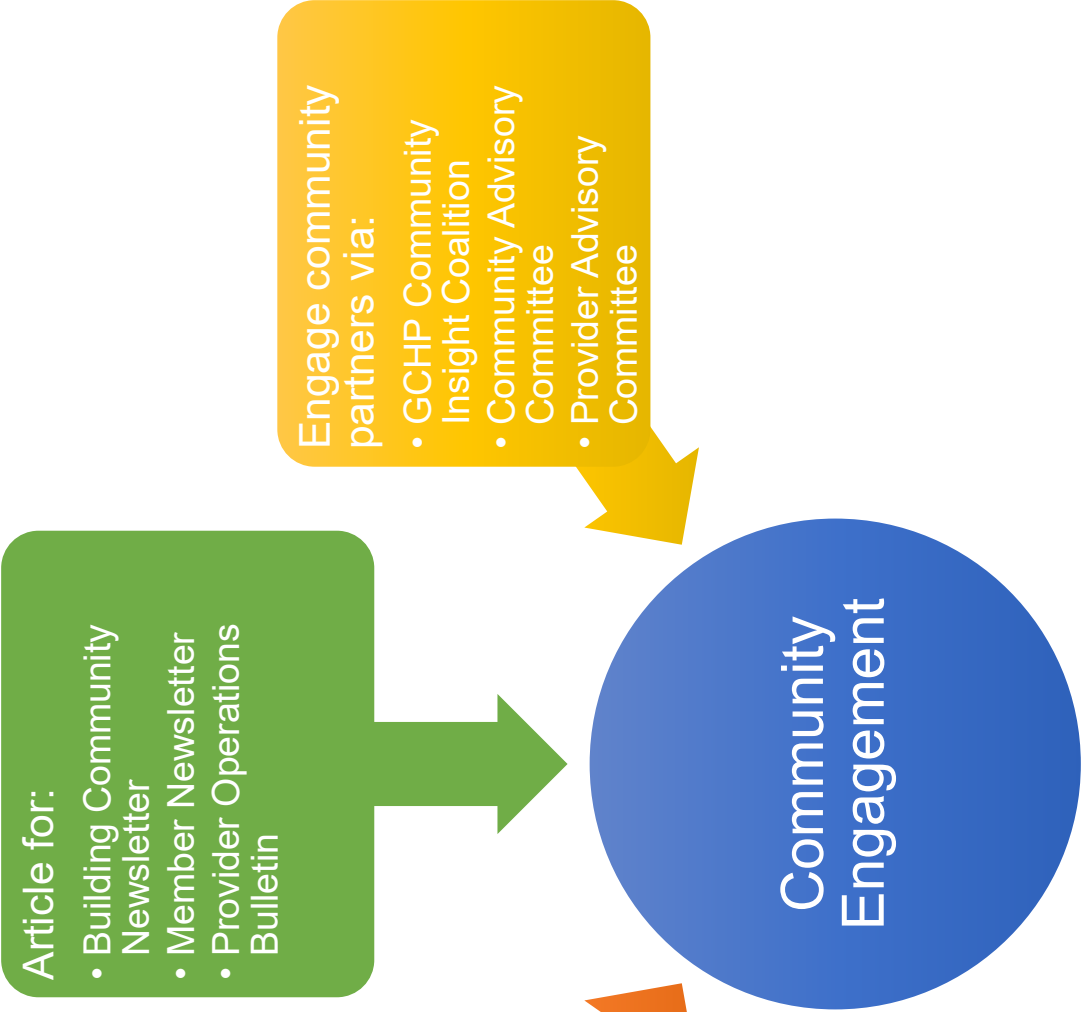 Article for:
• Building Community
Newsletter
• Member Newsletter
• Provider Operations
Bulletin
Engage community
partners via:
• GCHP Community
Insight Coalition
• Community Advisory
Committee
• Provider Advisory
Committee
Community
Engagement